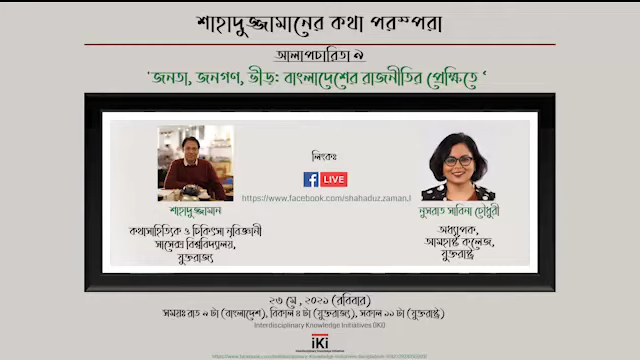 শাহাদুজ্জামানের কথা পরম্পরা
আলাপচারিতা ৯
'জনতা, জনগণ, ভীড়: বাংলাদেশের রাজনীতির প্রেক্ষিতে '
লিংকঃ
LIVE
https://www.facebook.com/shahaduz.zaman.l
শাহাদুজ্জামান
কথাসাহিত্যিক ও চিকিৎসা নৃবিজ্ঞানী
সাসেক্স বিশ্ববিদ্যালয়,
যুক্তরাজ্য
নুসরাত সাবিনা চৌধুরী
অধ্যাপক,
আমহার্স্ট কলেজ,
যুক্তরাষ্ট্র
২৩ মে , ২০২১ (রবিবার)
সময়ঃ রাত ৯ টা (বাংলাদেশ), বিকাল ৪ টা (যুক্তরাজ্য), সকাল ১১ টা (যুক্তরাষ্ট্র)
Interdisciplinary Knowledge Initiatives (IKI)
iKi